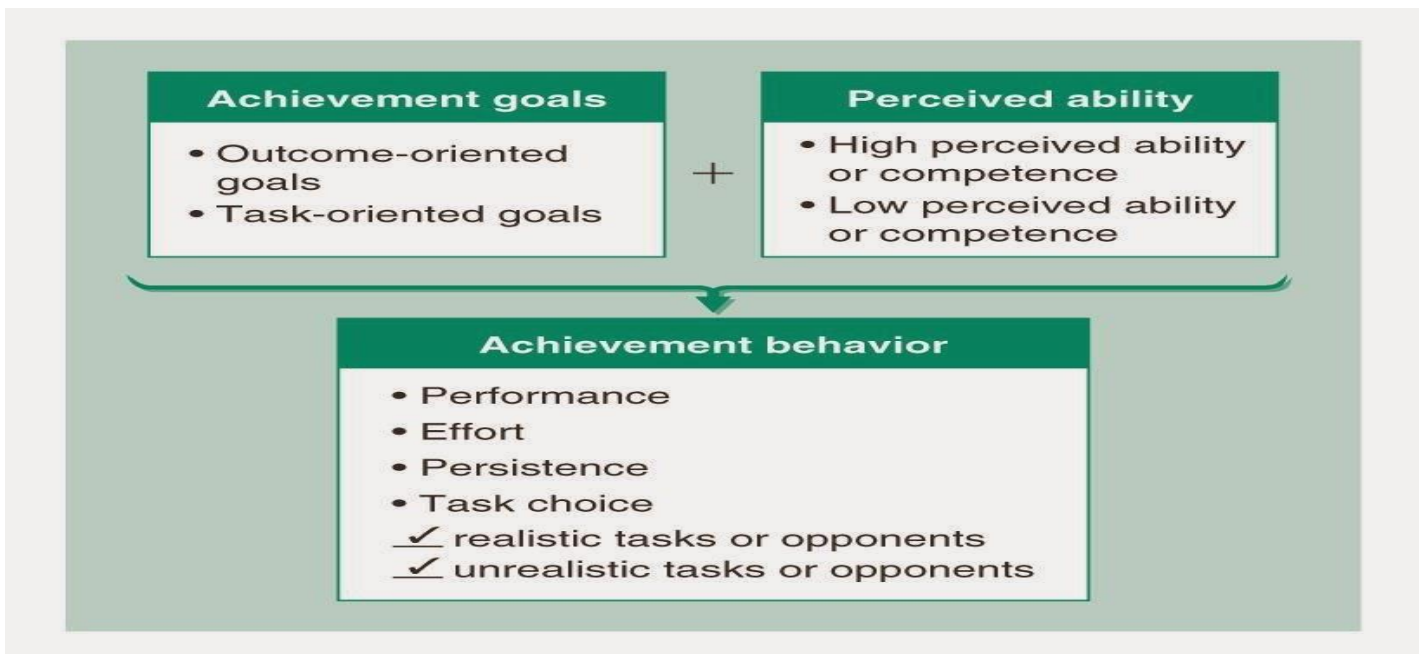 Achievement goals
• Outcome-oriented
goals
• Task-oriented goals
+
Perceived ability
• High perceived ability
or competence
• Low perceived ability
or competence
Achievement behavior
• Performance
• Effort
• Persistence
• Task choice
✓ realistic tasks or opponents
✓ unrealistic tasks or opponents